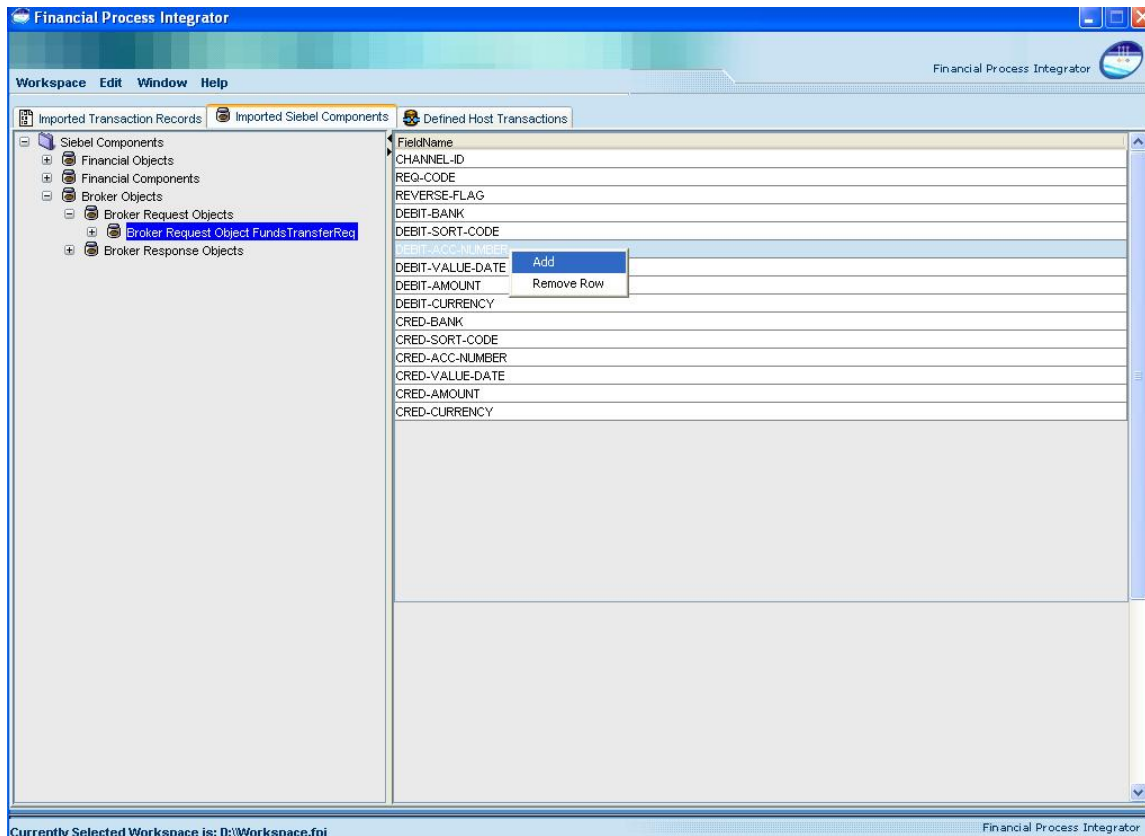 Financial Process Integrator
Financial Process Integrator
Workspace Edit Window Help
Imported Transaction Records Imported Siebel Components Defined Host Transactions
Siebel Components
Financial Objects
Financial Components
Broker Objects
Broker Request Objects
Broker Request Object FundsTransferReq
Broker Response Objects
FieldName
CHANNEL-ID
REQ-CODE
REVERSE-FLAG
DEBIT-BANK
DEBIT-SORT-CODE
DEBIT-ACC-NUMBER
DEBIT-VALUE-DATE
DEBIT-AMOUNT
DEBIT-CURRENCY
CRED-BANK
CRED-SORT-CODE
CRED-ACC-NUMBER
CRED-VALUE-DATE
CRED-AMOUNT
CRED-CURRENCY
Add
Remove Row
Currently Selected Workspace is: D:\\Workspace.fpi
Financial Process Integrator